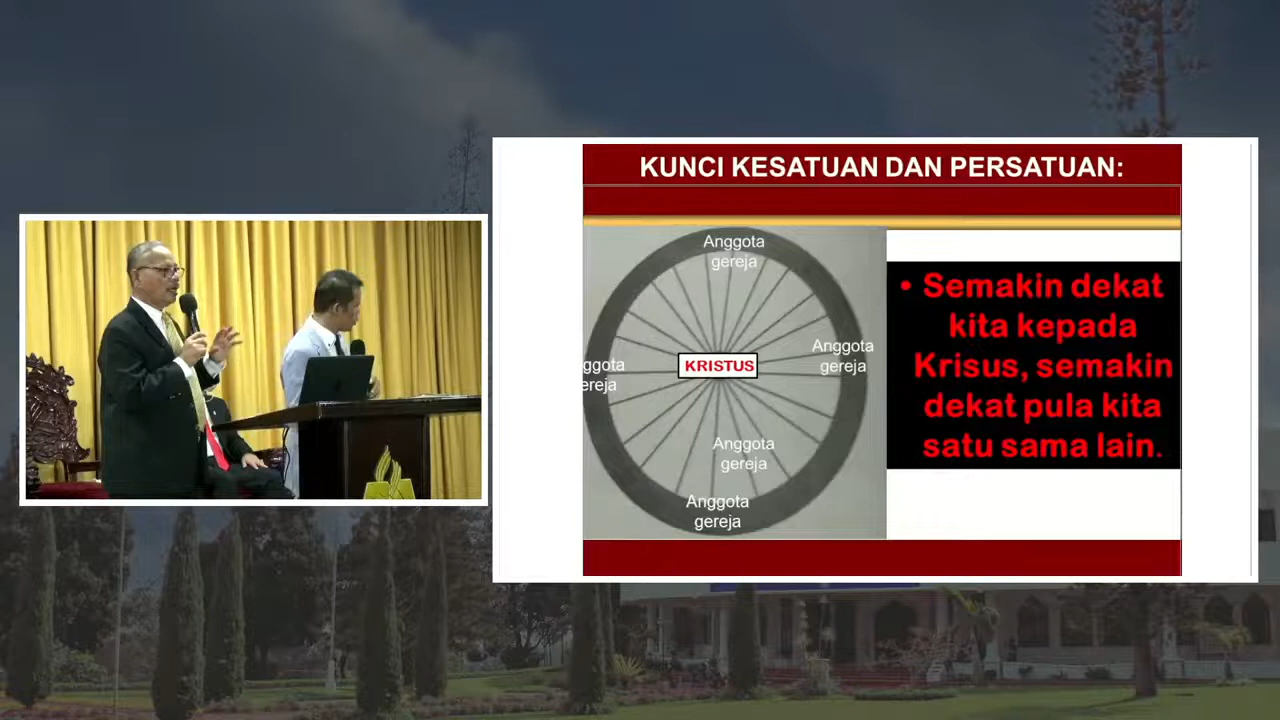 KUNCI KESATUAN DAN PERSATUAN:
Anggota
gereja
Anggota
gereja
ggota
ereja
KRISTUS
Anggota
gereja
Anggota
gereja
• Semakin dekat
kita kepada
Krisus, semakin
dekat pula kita
satu sama lain.